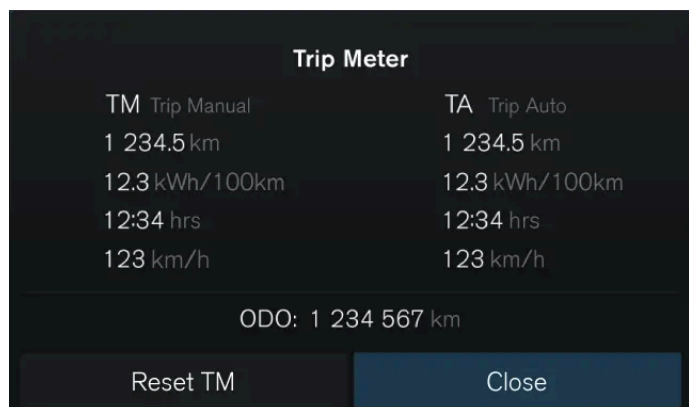 Trip Meter
TM Trip Manual
TA Trip Auto
1 234.5 km
1 234.5 km
12.3 kWh/100km
12.3 kWh/100km
12:34 hrs
12:34 hrs
123 km/h
123 km/h
ODO: 1 234 567 km
Reset TM
Close